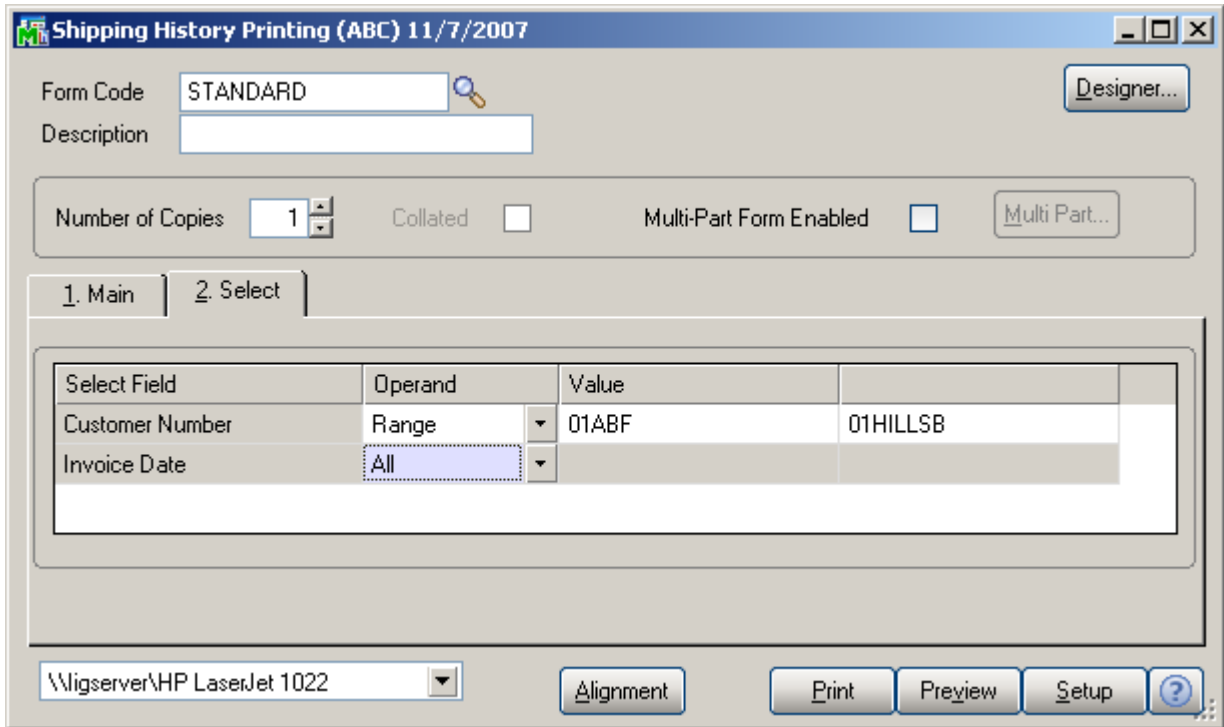 Shipping History Printing (ABC) 11/7/2007
Form Code STANDARD Designer...
Description
Number of Copies 1 Collated Multi-Part Form Enabled Multi Part...
1. Main 2. Select
Select Field Operand Value
Customer Number Range 01ABF 01HILLSB
Invoice Date All
\\ligserver\HP LaserJet 1022 Alignment Print Preview Setup ?